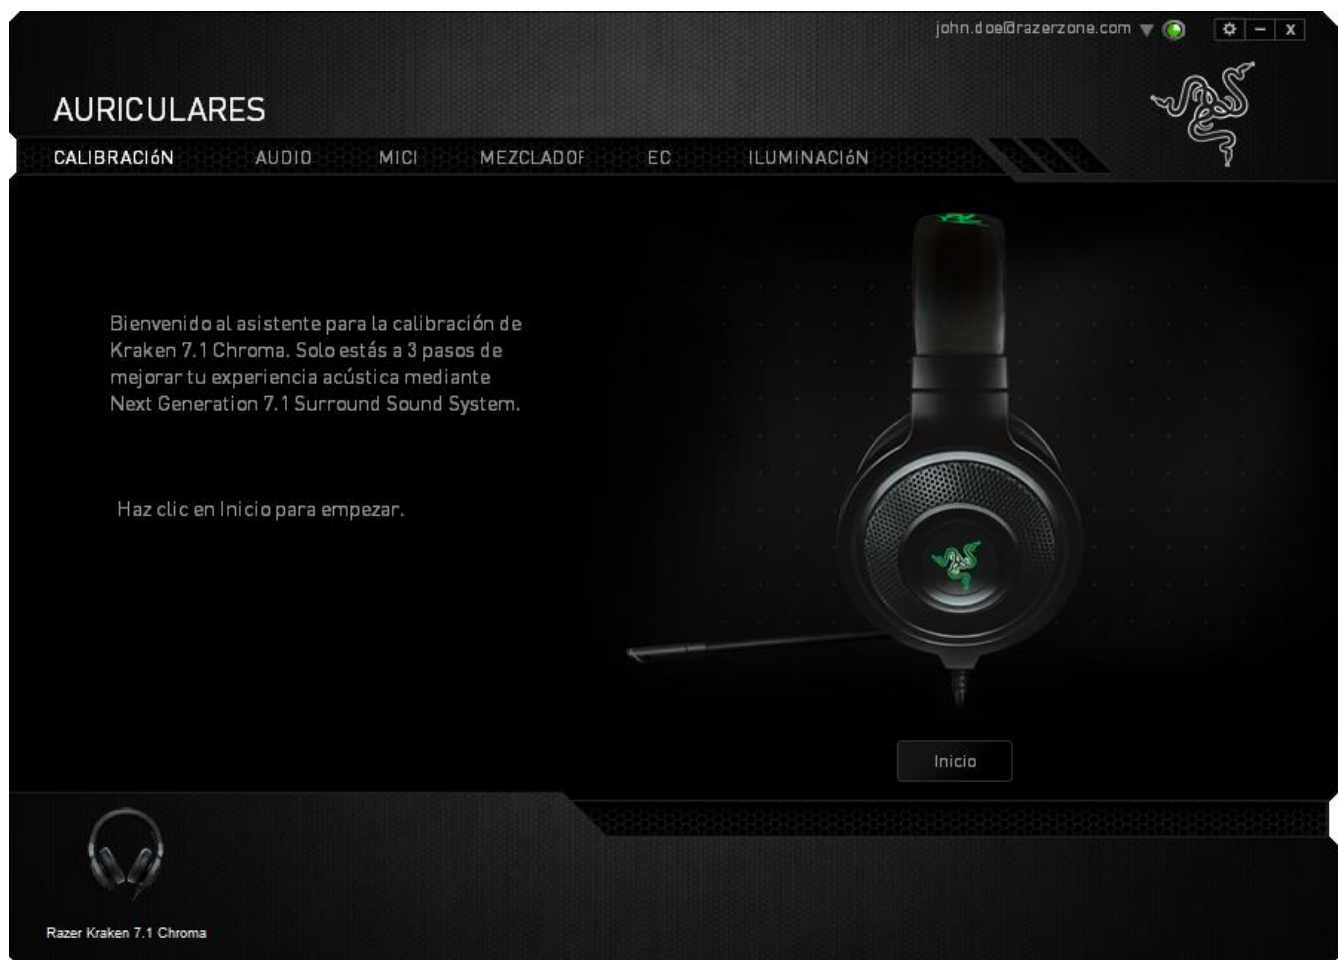 john.doe@razerzone.com
X
AURICULARES
CALIBRACIóN AUDIO MICI MEZCLADOF EC ILUMINACIóN
Bienvenido al asistente para la calibración de
Kraken 7.1 Chroma. Solo estás a 3 pasos de
mejorar tu experiencia acústica mediante
Next Generation 7.1 Surround Sound System.
Haz clic en Inicio para empezar.
Inicio
Razer Kraken 7.1 Chroma